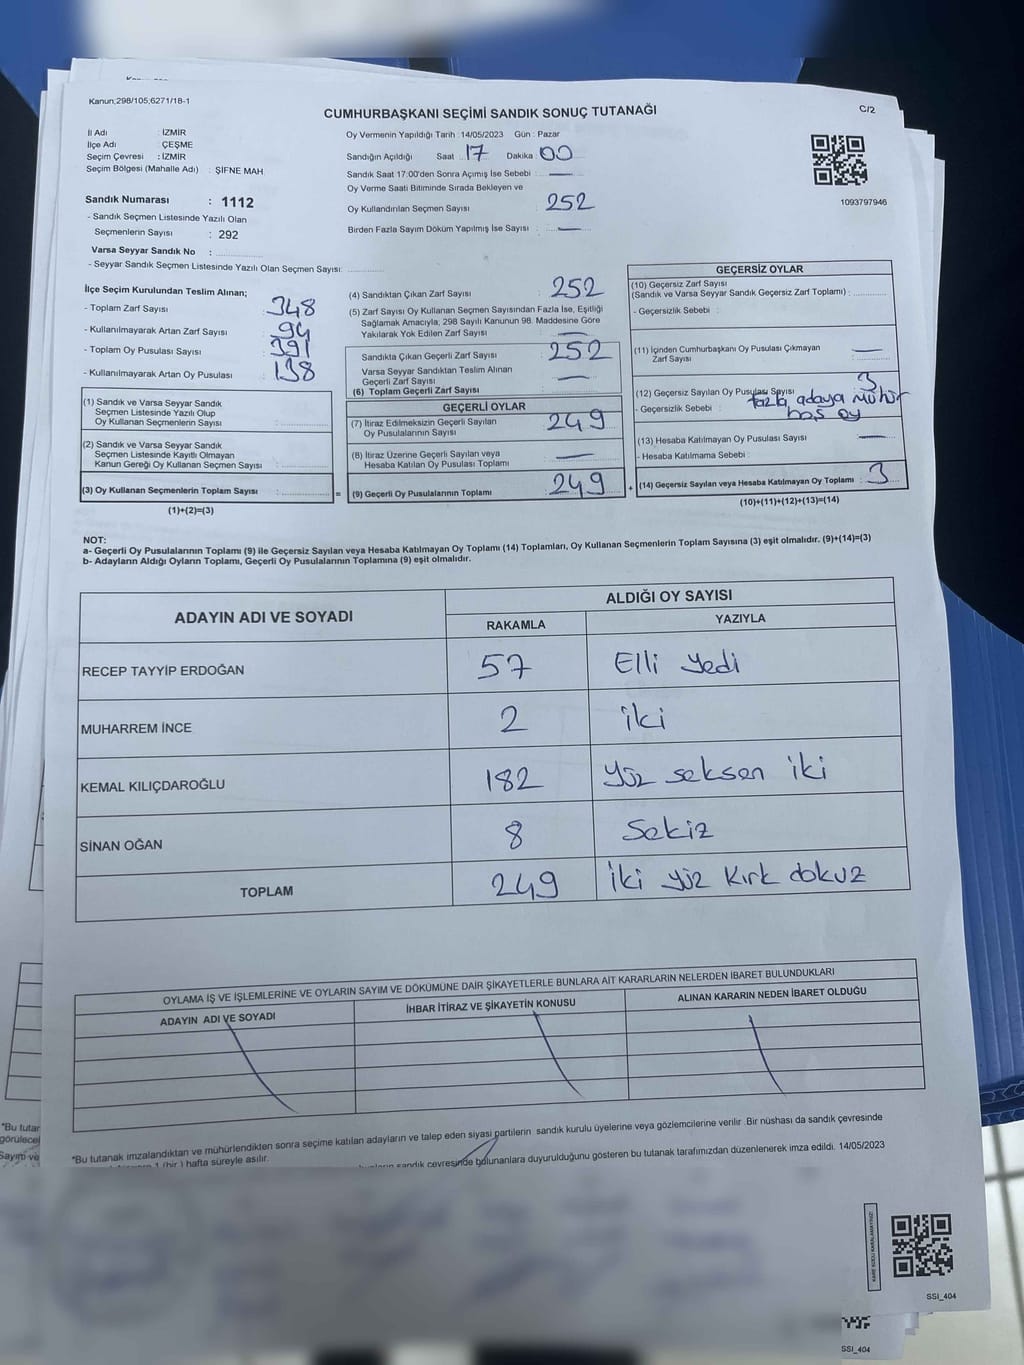 Kanun;298/105;6271/18-1
CUMHURBAŞKANI SEÇİMİ SANDIK SONUÇ TUTANAĞI
C/2
İl Adı : İZMİR
İlçe Adı : ÇEŞME
Seçim Çevresi : İZMİR
Seçim Bölgesi (Mahalle Adı) : ŞİFNE MAH
Sandık Numarası : 1112
- Sandık Seçmen Listesinde Yazılı Olan
Seçmenlerin Sayısı : 292
Varsa Seyyar Sandık No :
- Seyyar Sandık Seçmen Listesinde Yazılı Olan Seçmen Sayısı:
Oy Vermenin Yapıldığı Tarih :14/05/2023 Gün : Pazar
Sandığın Açıldığı Saat : 17 Dakika : 00
Sandık Saat 17:00'den Sonra Açımış İse Sebebi : —
Oy Verme Saati Bitiminde Sırada Bekleyen ve
Oy Kullandırılan Seçmen Sayısı : 252
Birden Fazla Sayım Döküm Yapılmış İse Sayısı : —
1093797946
İlçe Seçim Kurulundan Teslim Alınan;
- Toplam Zarf Sayısı : 348
- Kullanılmayarak Artan Zarf Sayısı : 94
- Toplam Oy Pusulası Sayısı : 391
- Kullanılmayarak Artan Oy Pusulası : 138
(1) Sandık ve Varsa Seyyar Sandık
Seçmen Listesinde Yazılı Olup
Oy Kullanan Seçmenlerin Sayısı :
(2) Sandık ve Varsa Seyyar Sandık
Seçmen Listesinde Kayıtlı Olmayan
Kanun Gereği Oy Kullanan Seçmen Sayısı :
(3) Oy Kullanan Seçmenlerin Toplam Sayısı :
(1)+(2)=(3)
(4) Sandıktan Çıkan Zarf Sayısı : 252
(5) Zarf Sayısı Oy Kullanan Seçmen Sayısından Fazla İse, Eşitliği
Sağlamak Amacıyla, 298 Sayılı Kanunun 98. Maddesine Göre
Yakılarak Yok Edilen Zarf Sayısı : —
Sandıkta Çıkan Geçerli Zarf Sayısı : 252
Varsa Seyyar Sandıktan Teslim Alınan
Geçerli Zarf Sayısı : —
(6) Toplam Geçerli Zarf Sayısı
GEÇERLİ OYLAR
(7) İtiraz Edilmeksizin Geçerli Sayılan
Oy Pusulalarının Sayısı : 249
(8) İtiraz Üzerine Geçerli Sayılan veya
Hesaba Katılan Oy Pusulası Toplamı : —
= (9) Geçerli Oy Pusulalarının Toplamı : 249 +
GEÇERSİZ OYLAR
(10) Geçersiz Zarf Sayısı
(Sandık ve Varsa Seyyar Sandık Geçersiz Zarf Toplamı) :
- Geçersizlik Sebebi :
(11) İçinden Cumhurbaşkanı Oy Pusulası Çıkmayan
Zarf Sayısı : —
(12) Geçersiz Sayılan Oy Pusulası Sayısı : 3
- Geçersizlik Sebebi : fazla adaya mühür
boş oy
(13) Hesaba Katılmayan Oy Pusulası Sayısı : —
- Hesaba Katılmama Sebebi :
(14) Geçersiz Sayılan veya Hesaba Katılmayan Oy Toplamı : 3
(10)+(11)+(12)+(13)=(14)
NOT:
a- Geçerli Oy Pusulalarının Toplamı (9) ile Geçersiz Sayılan veya Hesaba Katılmayan Oy Toplamı (14) Toplamları, Oy Kullanan Seçmenlerin Toplam Sayısına (3) eşit olmalıdır. (9)+(14)=(3)
b- Adayların Aldığı Oyların Toplamı, Geçerli Oy Pusulalarının Toplamına (9) eşit olmalıdır.
ADAYIN ADI VE SOYADI
ALDIĞI OY SAYISI
RAKAMLA YAZIYLA
RECEP TAYYİP ERDOĞAN 57 Elli Yedi
MUHARREM İNCE 2 iki
KEMAL KILIÇDAROĞLU 182 Yüz seksen iki
SİNAN OĞAN 8 Sekiz
TOPLAM 249 İki yüz kırk dokuz
OYLAMA İŞ VE İŞLEMLERİNE VE OYLARIN SAYIM VE DÖKÜMÜNE DAİR ŞİKAYETLERLE BUNLARA AİT KARARLARIN NELERDEN İBARET BULUNDUKLARI
ADAYIN ADI VE SOYADI İHBAR İTİRAZ VE ŞİKAYETİN KONUSU ALINAN KARARIN NEDEN İBARET OLDUĞU
*Bu tutar
görülecel
Sayım ve
*Bu tutanak imzalandıktan ve mühürlendikten sonra seçime katılan adayların ve talep eden siyasi partilerin sandık kurulu üyelerine veya gözlemcilerine verilir .Bir nüshası da sandık çevresinde
1 (bir ) hafta süreyle asılır.
sandık çevresinde bulunanlara duyurulduğunu gösteren bu tutanak tarafımızdan düzenlenerek imza edildi. 14/05/2023
KARE KODU KARALAMAYINIZ!
SSI_404
SSI_404